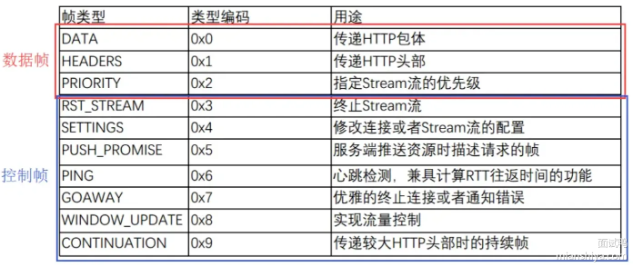 帧类型 类型编码 用途
DATA 0x0 传递HTTP包体
HEADERS 0x1 传递HTTP头部
PRIORITY 0x2 指定Stream流的优先级
数据帧
RST_STREAM 0x3 终止Stream流
SETTINGS 0x4 修改连接或者Stream流的配置
PUSH_PROMISE 0x5 服务端推送资源时描述请求的帧
PING 0x6 心跳检测，兼具计算RTT往返时间的功能
GOAWAY 0x7 优雅的终止连接或者通知错误
WINDOW_UPDATE 0x8 实现流量控制
CONTINUATION 0x9 传递较大HTTP头部时的持续帧
控制帧
mianshiya.com